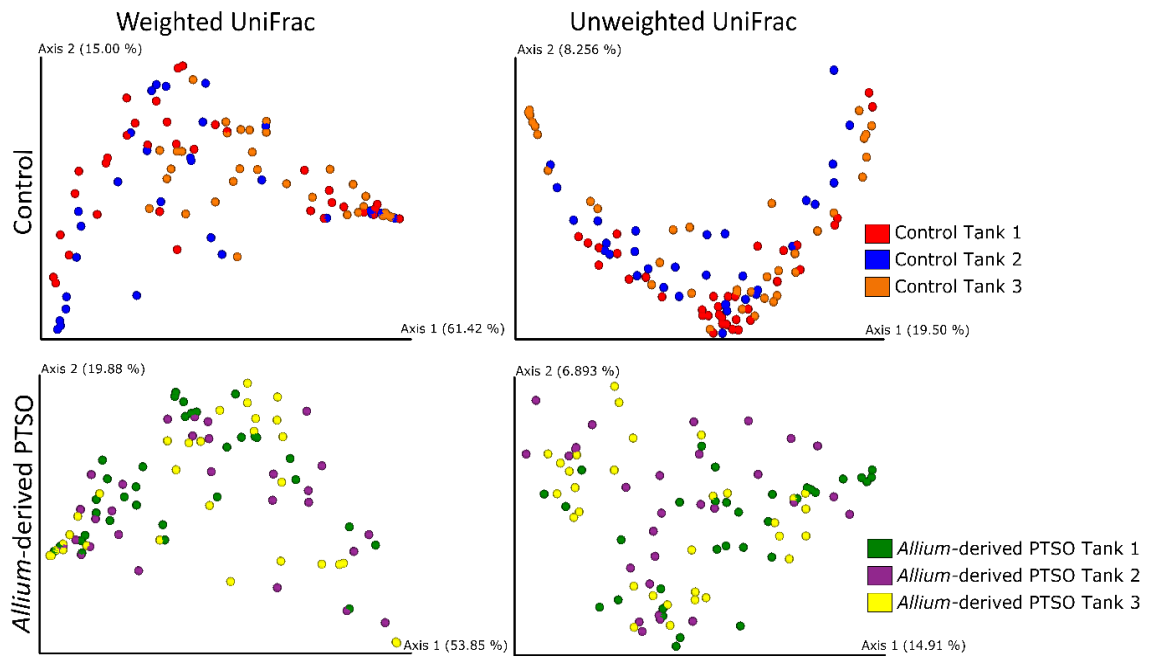 Weighted UniFrac
Unweighted UniFrac
Control
Axis 2 (15.00 %)
Axis 1 (61.42 %)
Axis 2 (8.256 %)
Axis 1 (19.50 %)
Control Tank 1
Control Tank 2
Control Tank 3
Allium-derived PTSO
Axis 2 (19.88 %)
Axis 1 (53.85 %)
Axis 2 (6.893 %)
Axis 1 (14.91 %)
Allium-derived PTSO Tank 1
Allium-derived PTSO Tank 2
Allium-derived PTSO Tank 3